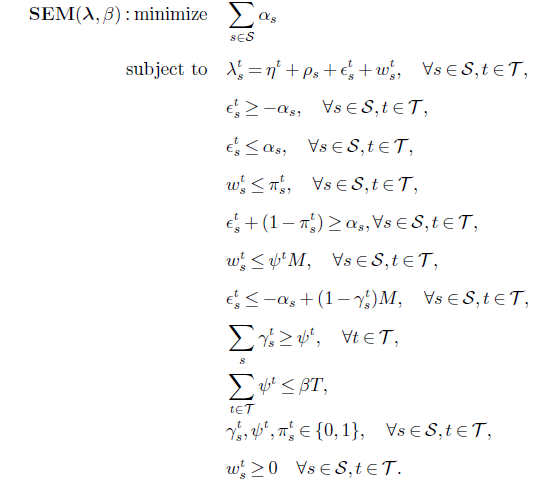 SEM(λ, β) : minimize ∑_{s∈𝒮} α_s
subject to λ_s^t = η^t + ρ_s + ϵ_s^t + w_s^t, ∀s ∈ 𝒮, t ∈ 𝒯,
ϵ_s^t ≥ −α_s, ∀s ∈ 𝒮, t ∈ 𝒯,
ϵ_s^t ≤ α_s, ∀s ∈ 𝒮, t ∈ 𝒯,
w_s^t ≤ π_s^t, ∀s ∈ 𝒮, t ∈ 𝒯,
ϵ_s^t + (1 − π_s^t) ≥ α_s, ∀s ∈ 𝒮, t ∈ 𝒯,
w_s^t ≤ ψ^t M, ∀s ∈ 𝒮, t ∈ 𝒯,
ϵ_s^t ≤ −α_s + (1 − γ_s^t)M, ∀s ∈ 𝒮, t ∈ 𝒯,
∑_s γ_s^t ≥ ψ^t, ∀t ∈ 𝒯,
∑_{t∈𝒯} ψ^t ≤ βT,
γ_s^t, ψ^t, π_s^t ∈ {0, 1}, ∀s ∈ 𝒮, t ∈ 𝒯,
w_s^t ≥ 0 ∀s ∈ 𝒮, t ∈ 𝒯.